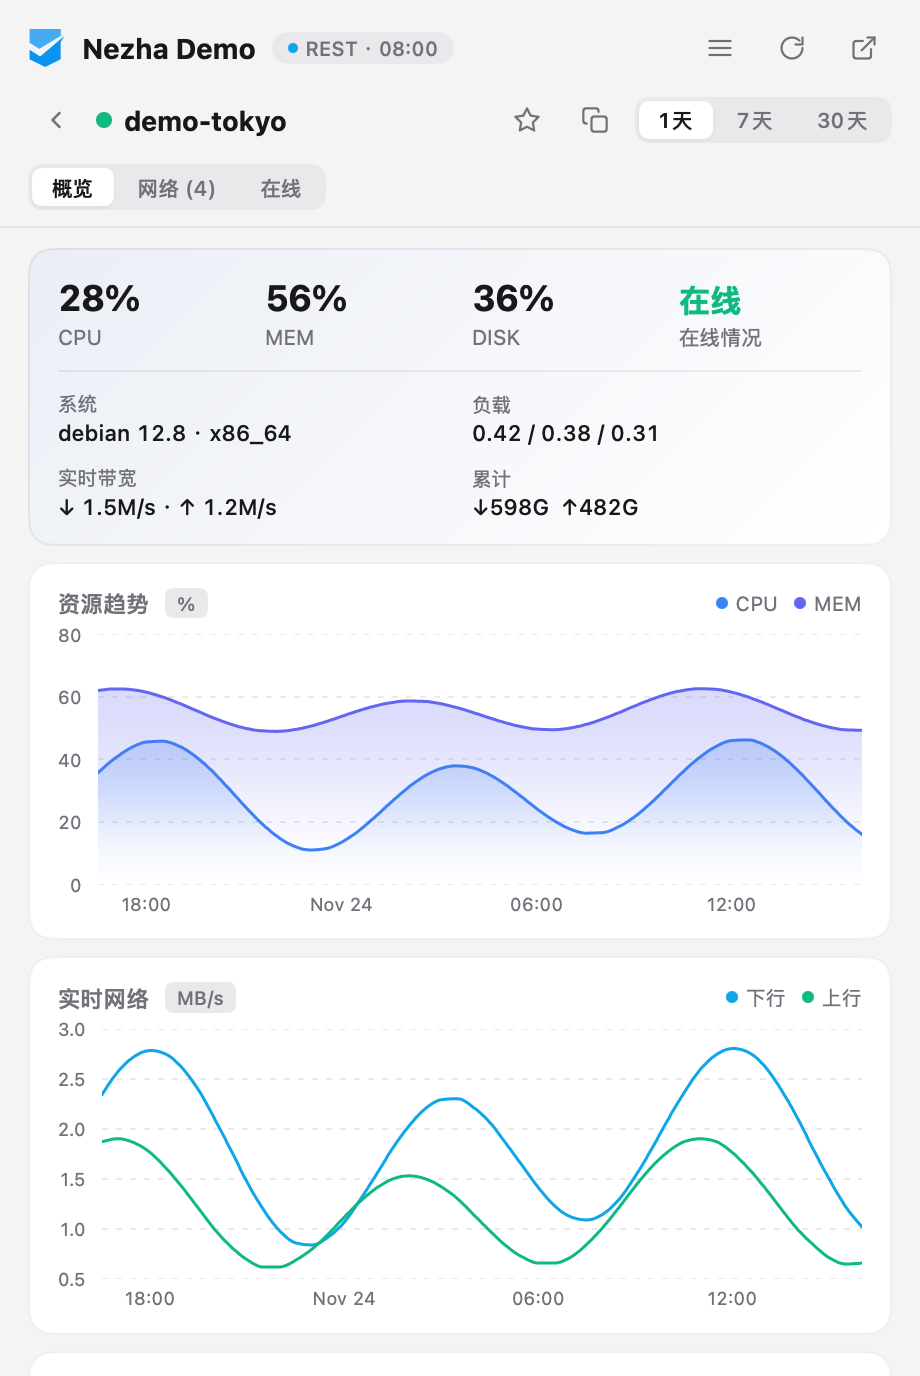 Nezha Demo REST · 08:00
demo-tokyo 1天 7天 30天
概览 网络 (4) 在线
28% 56% 36% 在线
CPU MEM DISK 在线情况
系统 负载
debian 12.8 · x86_64 0.42 / 0.38 / 0.31
实时带宽 累计
↓ 1.5M/s · ↑ 1.2M/s ↓598G ↑482G
资源趋势 % CPU MEM
80
60
40
20
0
18:00 Nov 24 06:00 12:00
实时网络 MB/s 下行 上行
3.0
2.5
2.0
1.5
1.0
0.5
18:00 Nov 24 06:00 12:00